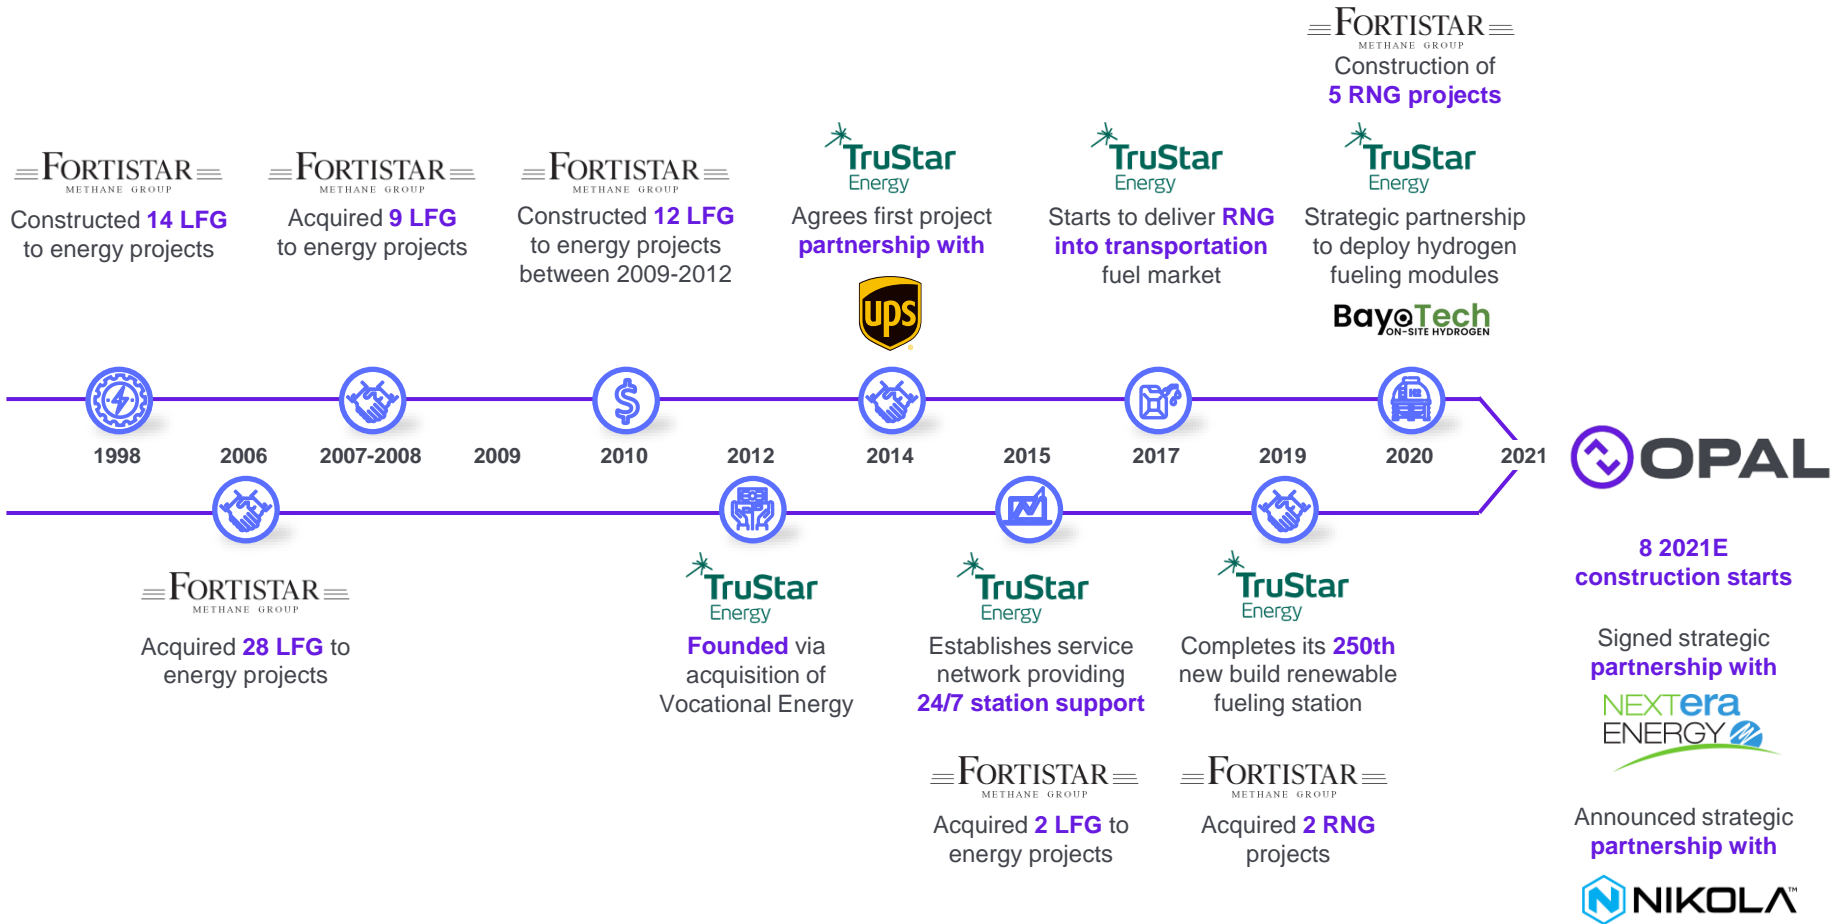 FORTISTAR
METHANE GROUP
Construction of
5 RNG projects
FORTISTAR
METHANE GROUP
Constructed 14 LFG
to energy projects
FORTISTAR
METHANE GROUP
Acquired 9 LFG
to energy projects
FORTISTAR
METHANE GROUP
Constructed 12 LFG
to energy projects
between 2009-2012
TruStar
Energy
Agrees first project
partnership with
ups
TruStar
Energy
Starts to deliver RNG
into transportation
fuel market
TruStar
Energy
Strategic partnership
to deploy hydrogen
fueling modules
BayoTech
ON-SITE HYDROGEN
H2
1998
2006
2007-2008
2009
2010
2012
2014
2015
2017
2019
2020
2021
OPAL
FORTISTAR
METHANE GROUP
Acquired 28 LFG to
energy projects
TruStar
Energy
Founded via
acquisition of
Vocational Energy
TruStar
Energy
Establishes service
network providing
24/7 station support
FORTISTAR
METHANE GROUP
Acquired 2 LFG to
energy projects
TruStar
Energy
Completes its 250th
new build renewable
fueling station
FORTISTAR
METHANE GROUP
Acquired 2 RNG
projects
8 2021E
construction starts
Signed strategic
partnership with
NEXTera
ENERGY
Announced strategic
partnership with
NIKOLA™